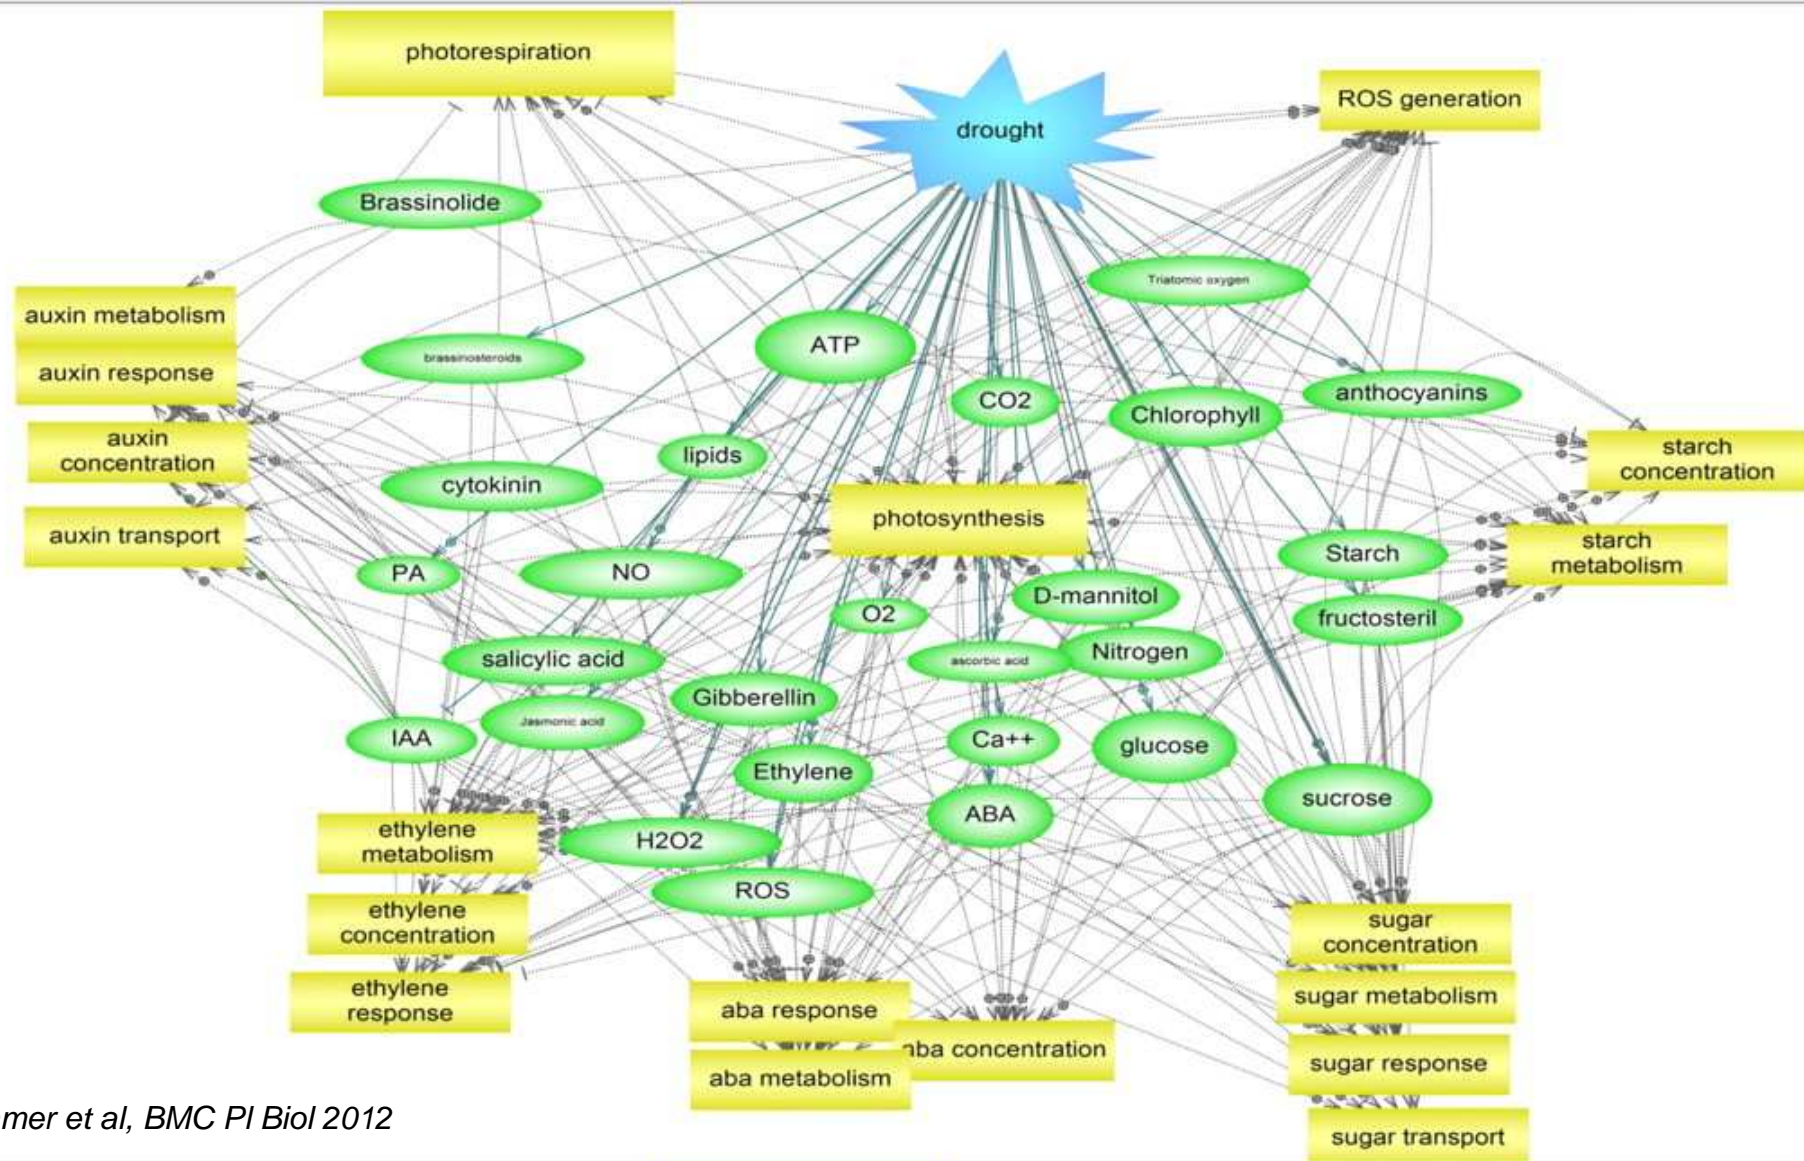 photorespiration
drought
ROS generation
Brassinolide
Triatomic oxygen
auxin metabolism
auxin response
auxin
concentration
auxin transport
brassinosteroids
ATP
CO2
Chlorophyll
anthocyanins
lipids
cytokinin
starch
concentration
photosynthesis
starch
metabolism
Starch
PA
NO
O2
D-mannitol
fructosteril
salicylic acid
ascorbic acid
Nitrogen
Gibberellin
Jasmonic acid
IAA
Ca++
glucose
Ethylene
sucrose
ABA
ethylene
metabolism
H2O2
ROS
ethylene
concentration
sugar
concentration
ethylene
response
aba response
sugar metabolism
aba concentration
sugar response
aba metabolism
mer et al, BMC Pl Biol 2012
sugar transport